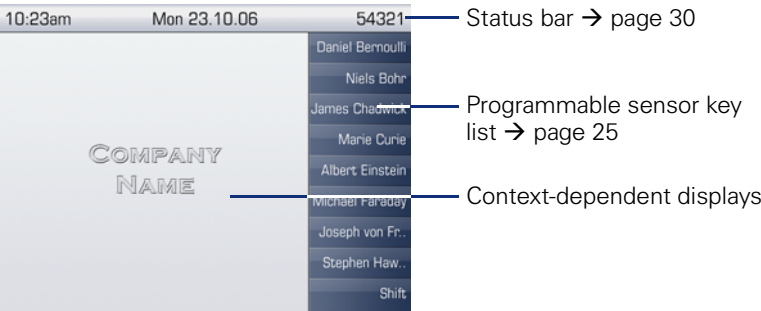 10:23am Mon 23.10.06 54321
Status bar → page 30
Daniel Bernoulli
Niels Bohr
James Chadwick
Marie Curie
Albert Einstein
Michael Faraday
Joseph von Fr..
Stephen Haw..
Shift
COMPANY
NAME
Programmable sensor key
list → page 25
Context-dependent displays